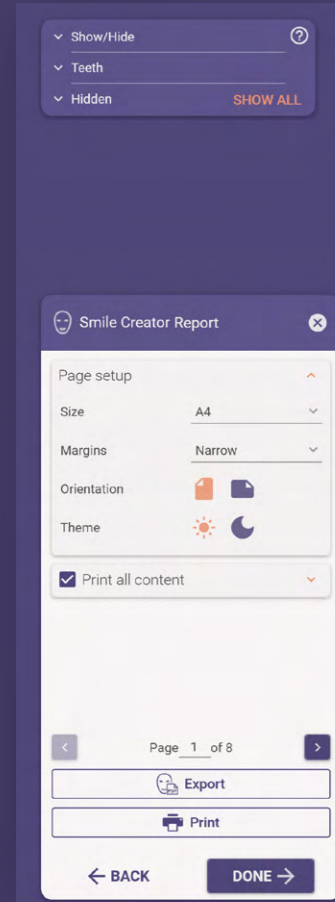 Show/Hide
Teeth
Hidden SHOW ALL
Smile Creator Report
Page setup
Size A4
Margins Narrow
Orientation
Theme
Print all content
Page 1 of 8
Export
Print
BACK DONE